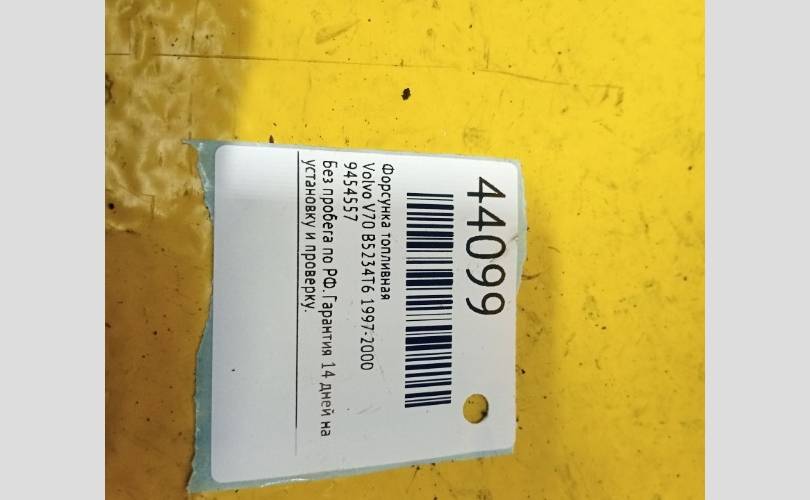 44099
Форсунка топливная
Volvo V70 B5234T6 1997-2000
9454557
Без пробега по РФ. Гарантия 14 дней на
установку и проверку.